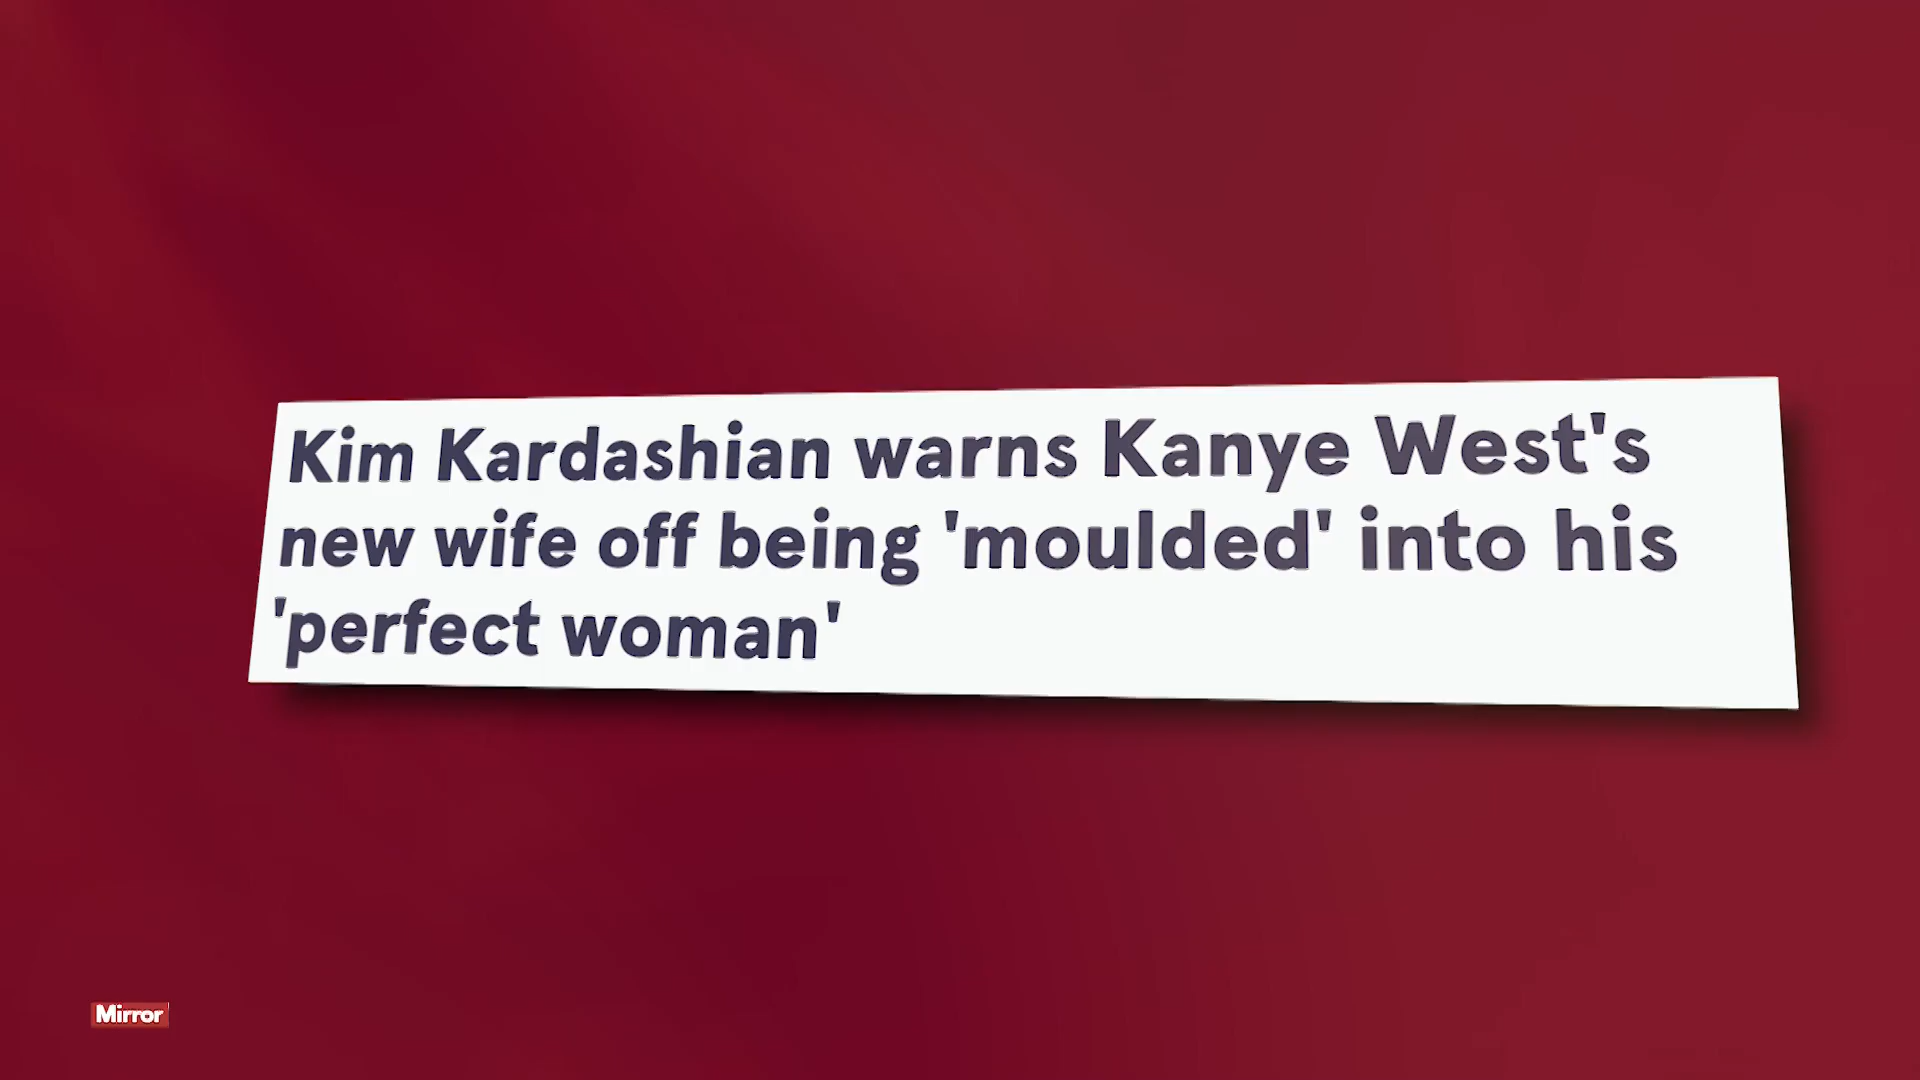 Kim Kardashian warns Kanye West's
new wife off being 'moulded' into his
'perfect woman'
Mirror